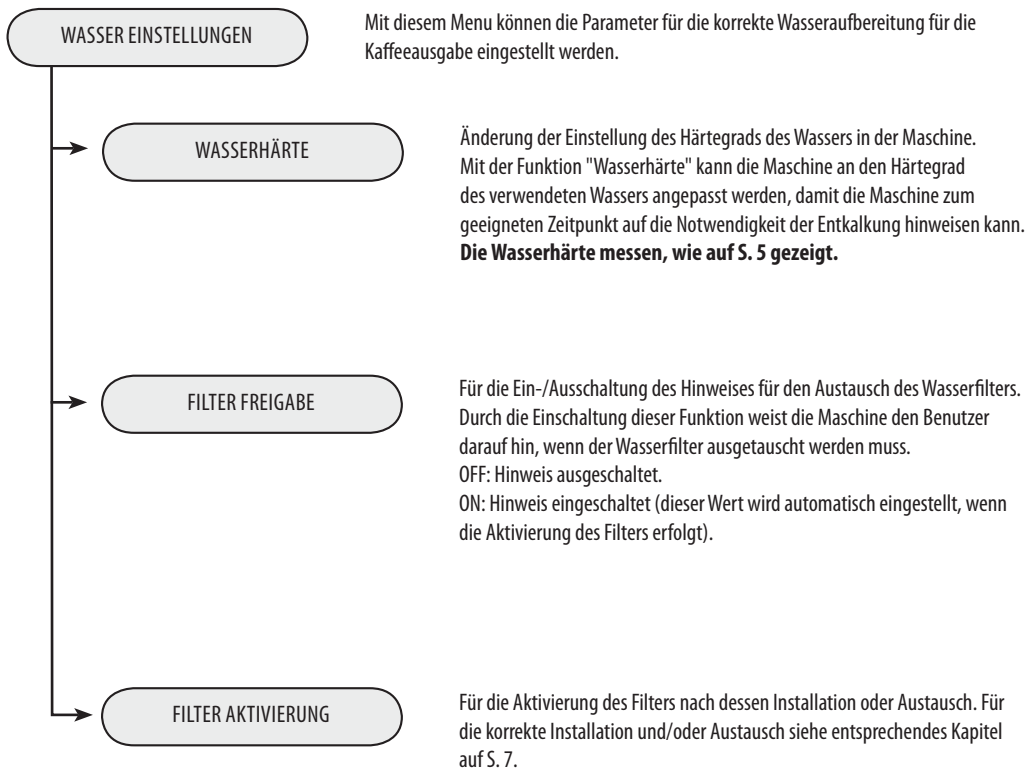 WASSER EINSTELLUNGEN
Mit diesem Menu können die Parameter für die korrekte Wasseraufbereitung für die
Kaffeeausgabe eingestellt werden.
WASSERHÄRTE
Änderung der Einstellung des Härtegrads des Wassers in der Maschine.
Mit der Funktion "Wasserhärte" kann die Maschine an den Härtegrad
des verwendeten Wassers angepasst werden, damit die Maschine zum
geeigneten Zeitpunkt auf die Notwendigkeit der Entkalkung hinweisen kann.
Die Wasserhärte messen, wie auf S. 5 gezeigt.
FILTER FREIGABE
Für die Ein-/Ausschaltung des Hinweises für den Austausch des Wasserfilters.
Durch die Einschaltung dieser Funktion weist die Maschine den Benutzer
darauf hin, wenn der Wasserfilter ausgetauscht werden muss.
OFF: Hinweis ausgeschaltet.
ON: Hinweis eingeschaltet (dieser Wert wird automatisch eingestellt, wenn
die Aktivierung des Filters erfolgt).
FILTER AKTIVIERUNG
Für die Aktivierung des Filters nach dessen Installation oder Austausch. Für
die korrekte Installation und/oder Austausch siehe entsprechendes Kapitel
auf S. 7.